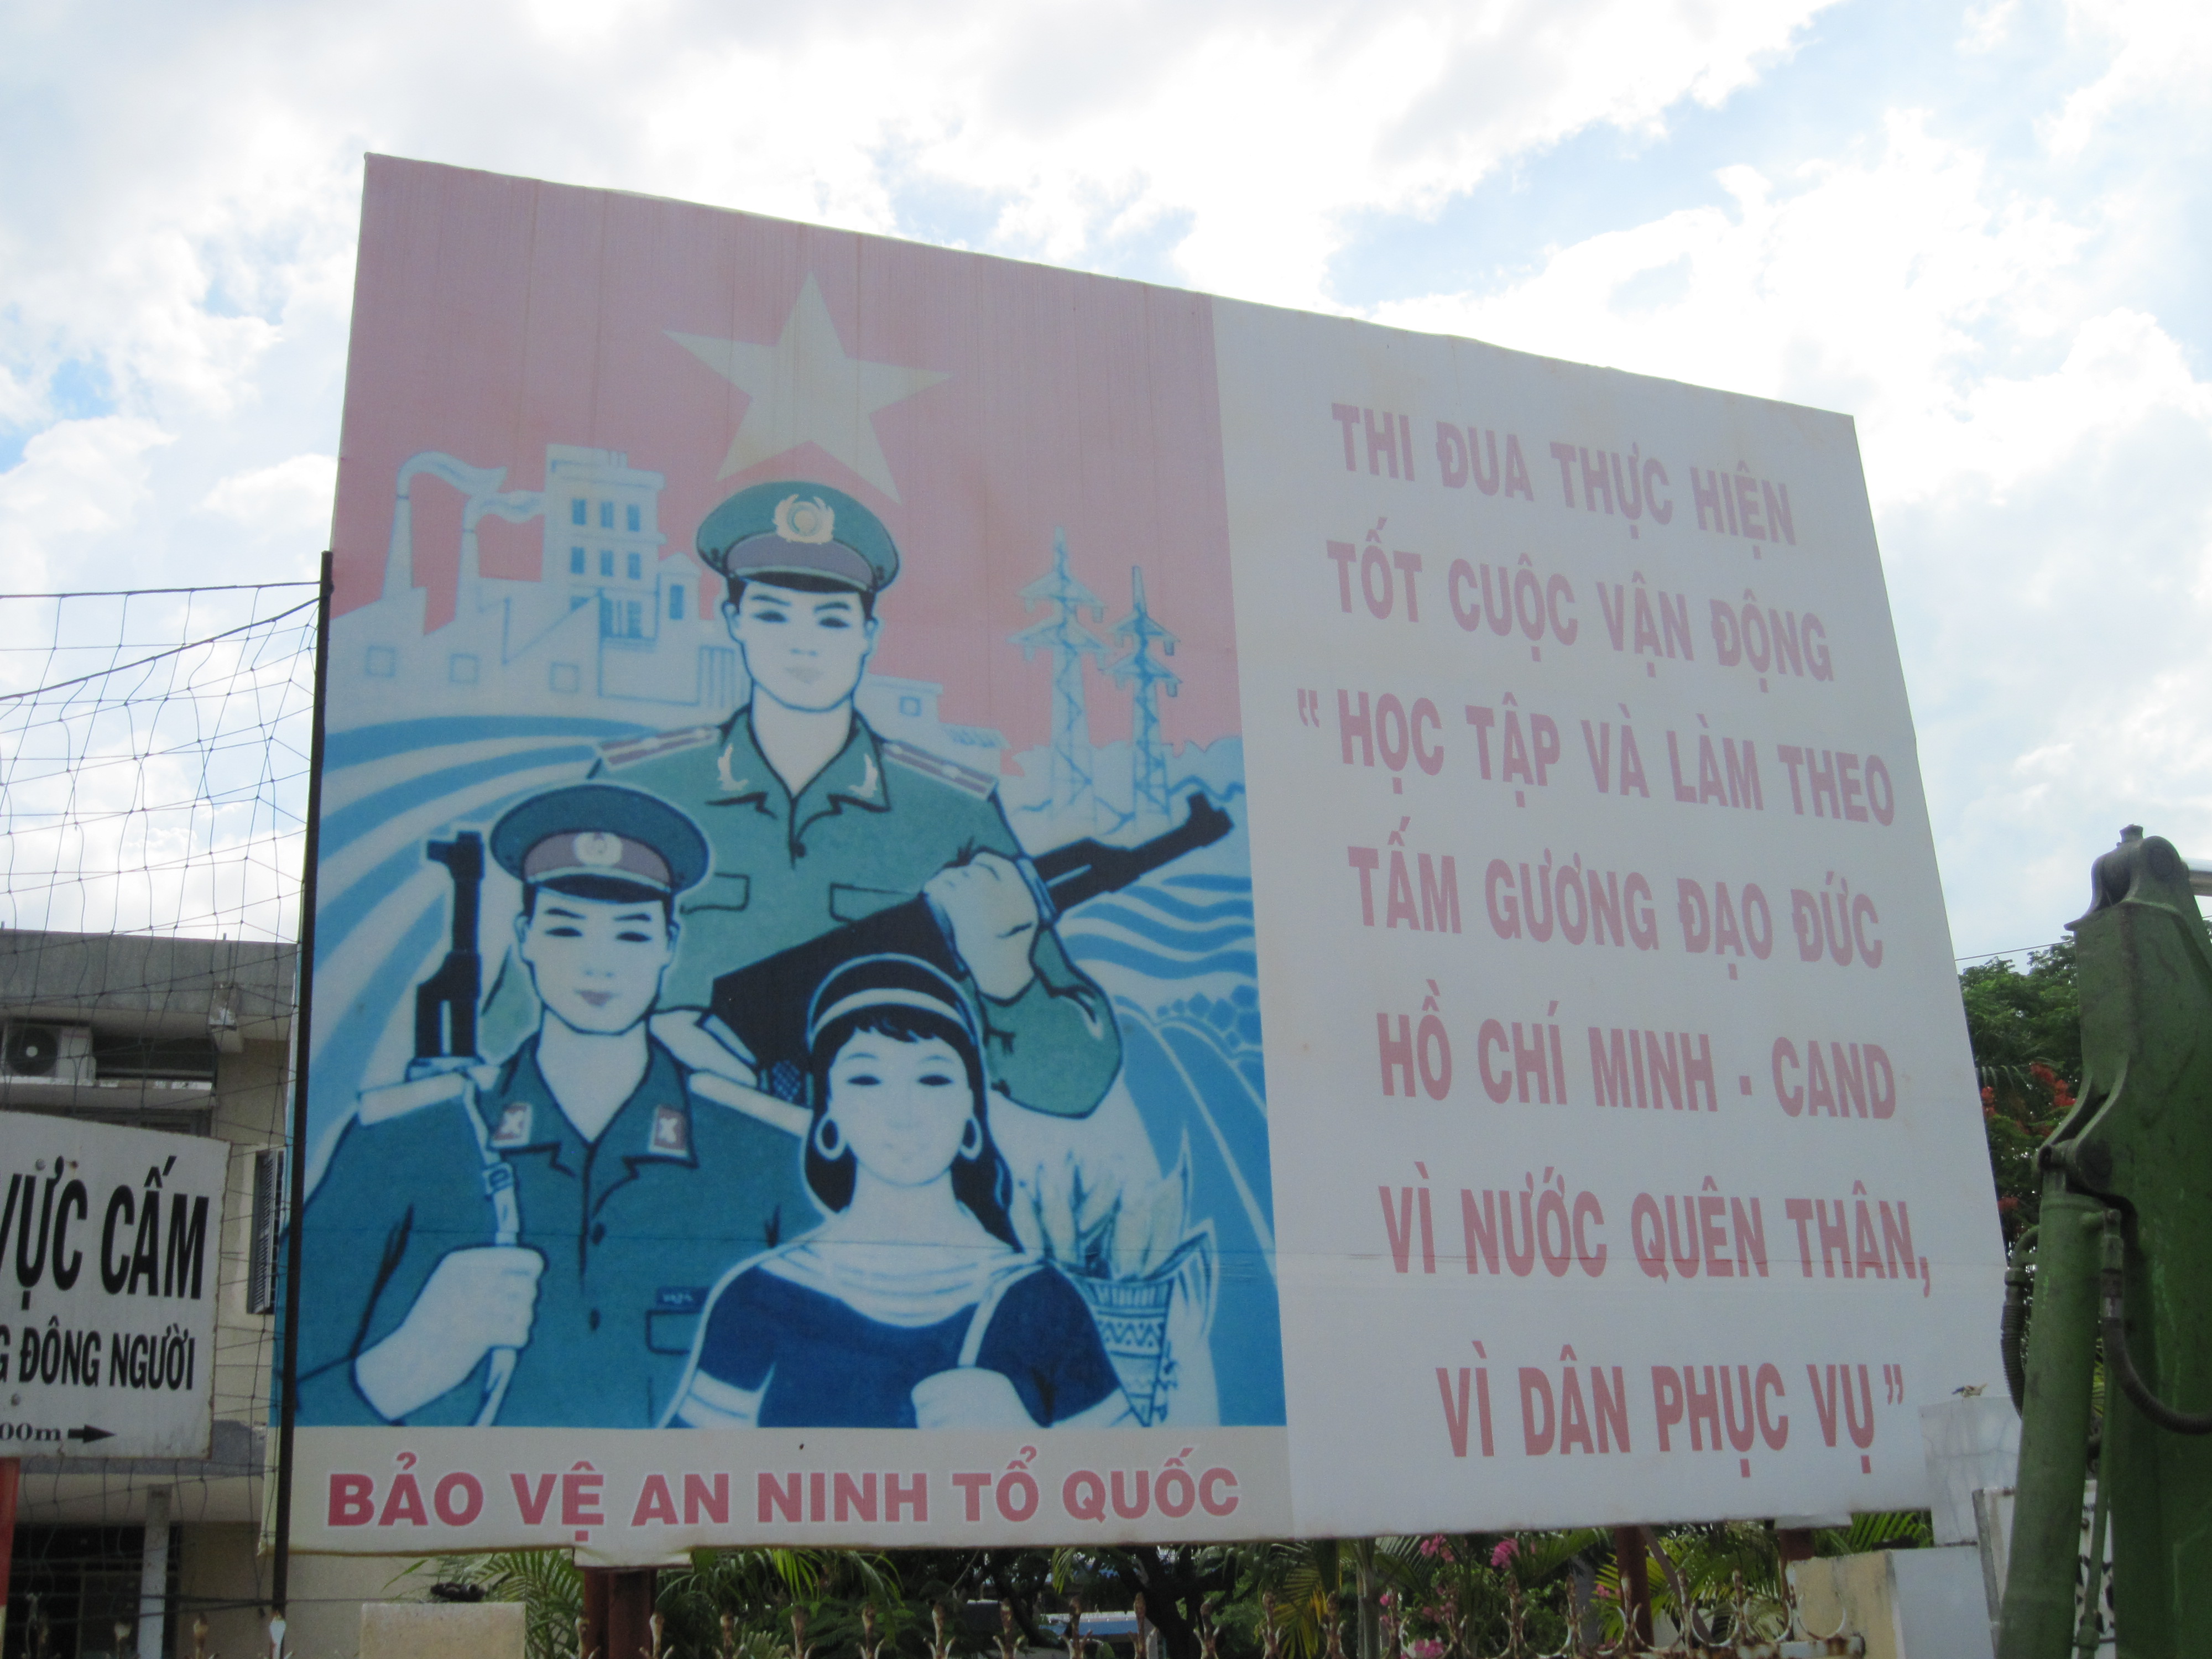 THI ĐUA THỰC HIỆN
TỐT CUỘC VẬN ĐỘNG
“ HỌC TẬP VÀ LÀM THEO
TẤM GƯƠNG ĐẠO ĐỨC
HỒ CHÍ MINH - CAND
VÌ NƯỚC QUÊN THÂN,
VÌ DÂN PHỤC VỤ ”
BẢO VỆ AN NINH TỔ QUỐC
VỰC CẤM
G ĐÔNG NGƯỜI
00m